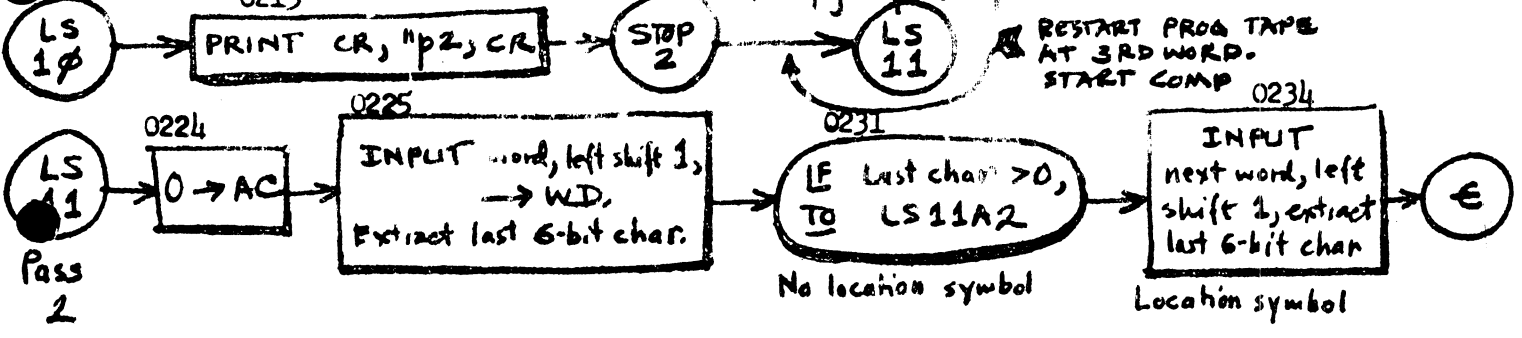 0213
LS
10
PRINT CR, "p2, CR
STOP
2
LS
11
RESTART PROG TAPE
AT 3RD WORD.
START COMP
LS
11
Pass
2
0224
0 → AC
0225
INPUT word, left shift 1,
→ WD.
Extract last 6-bit char.
0231
IF Last char >0,
TO LS11A2
No location symbol
0234
INPUT
next word, left
shift 1, extract
last 6-bit char
Location symbol
€